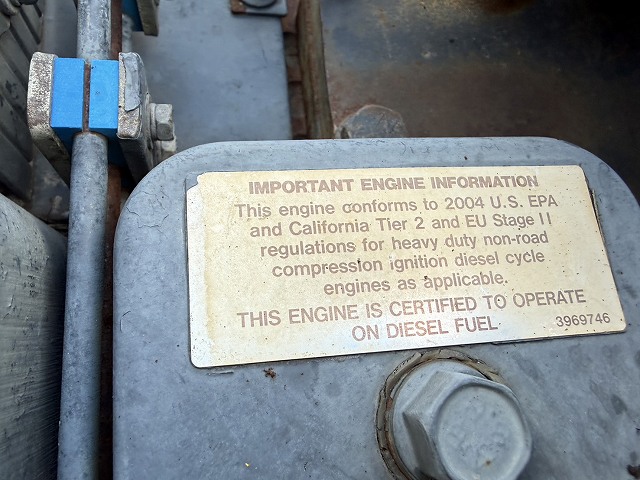 IMPORTANT ENGINE INFORMATION
This engine conforms to 2004 U.S. EPA
and California Tier 2 and EU Stage II
regulations for heavy duty non-road
compression ignition diesel cycle
engines as applicable.
THIS ENGINE IS CERTIFIED TO OPERATE
ON DIESEL FUEL
3969746